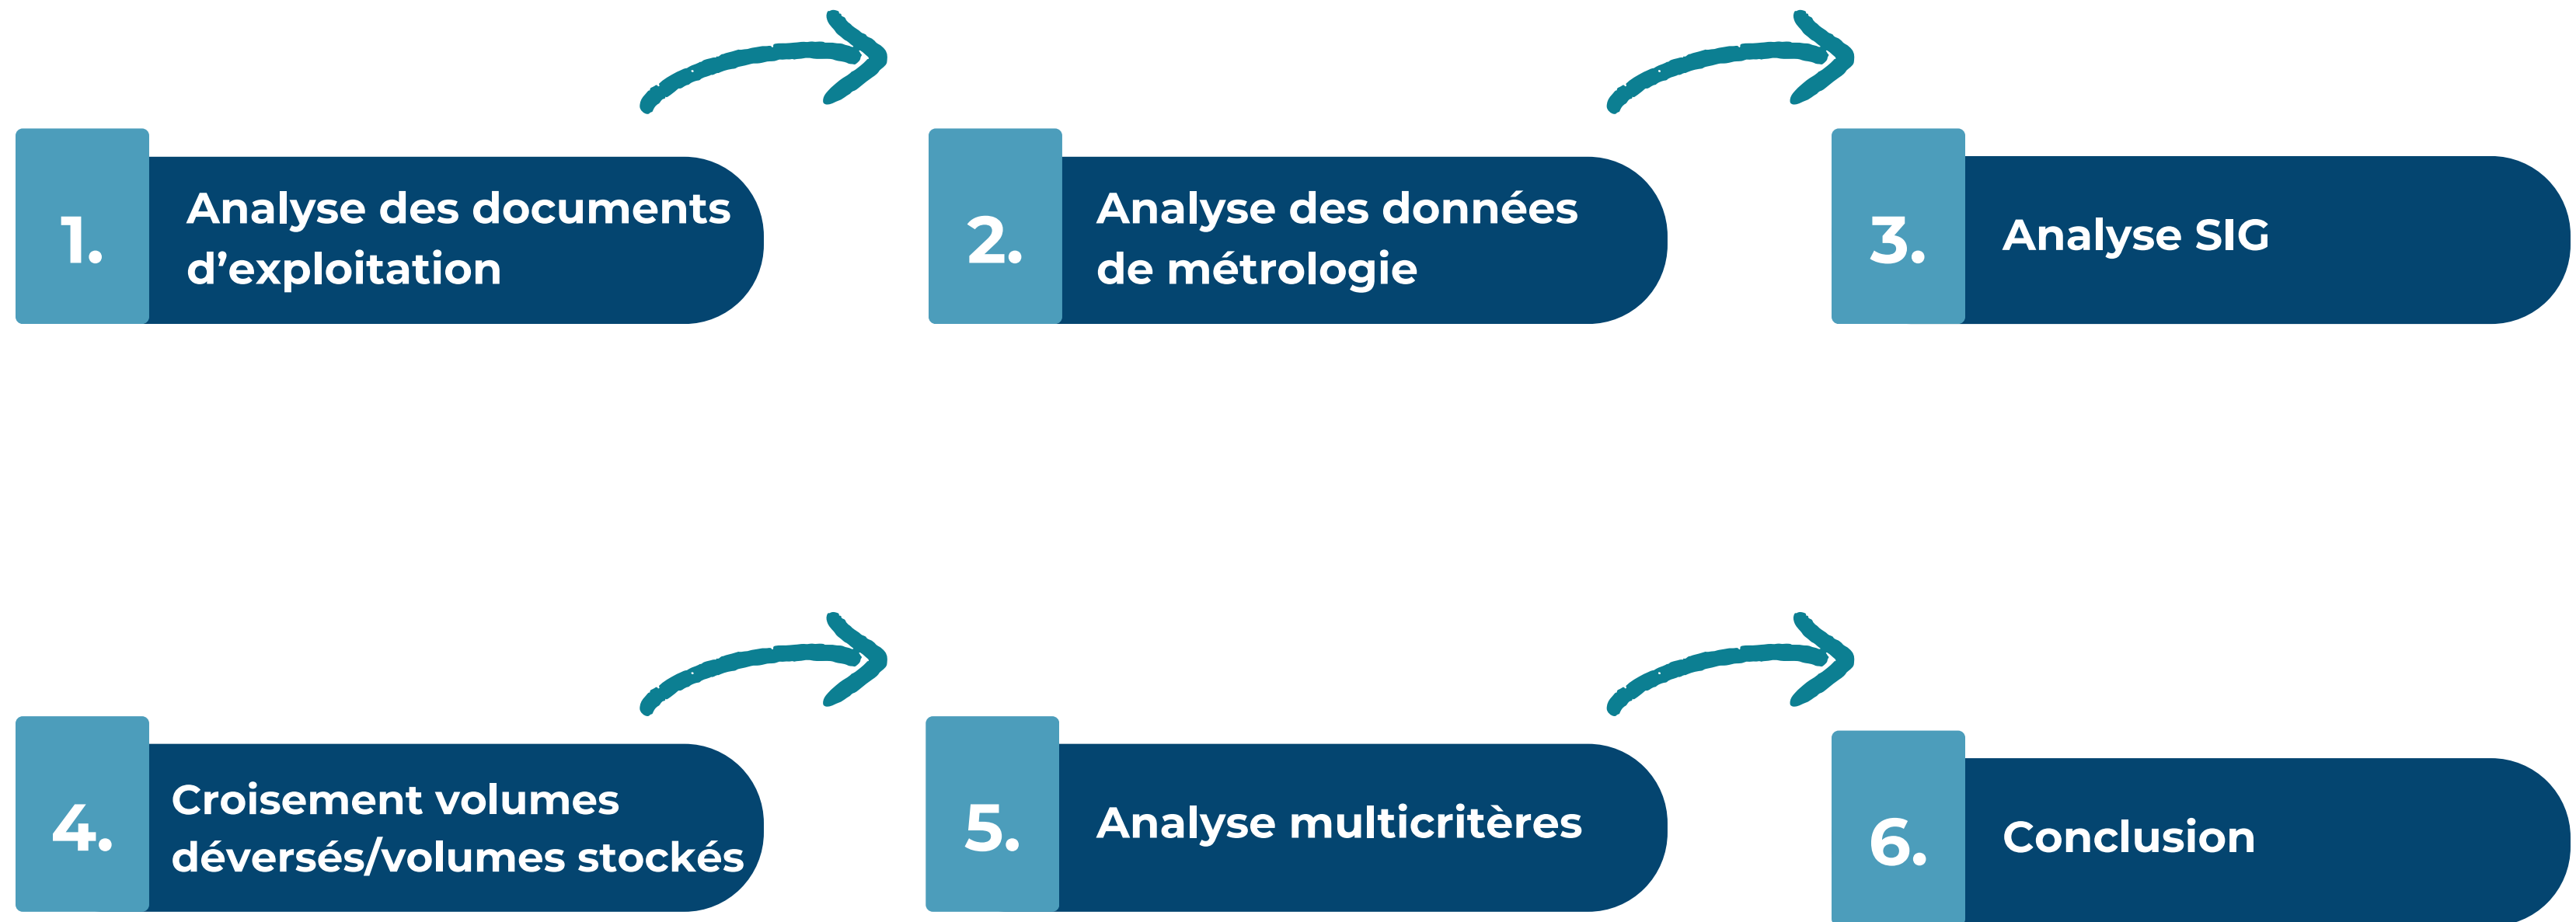 1.
Analyse des documents
d’exploitation
2.
Analyse des données
de métrologie
3.
Analyse SIG
4.
Croisement volumes
déversés/volumes stockés
5.
Analyse multicritères
6.
Conclusion